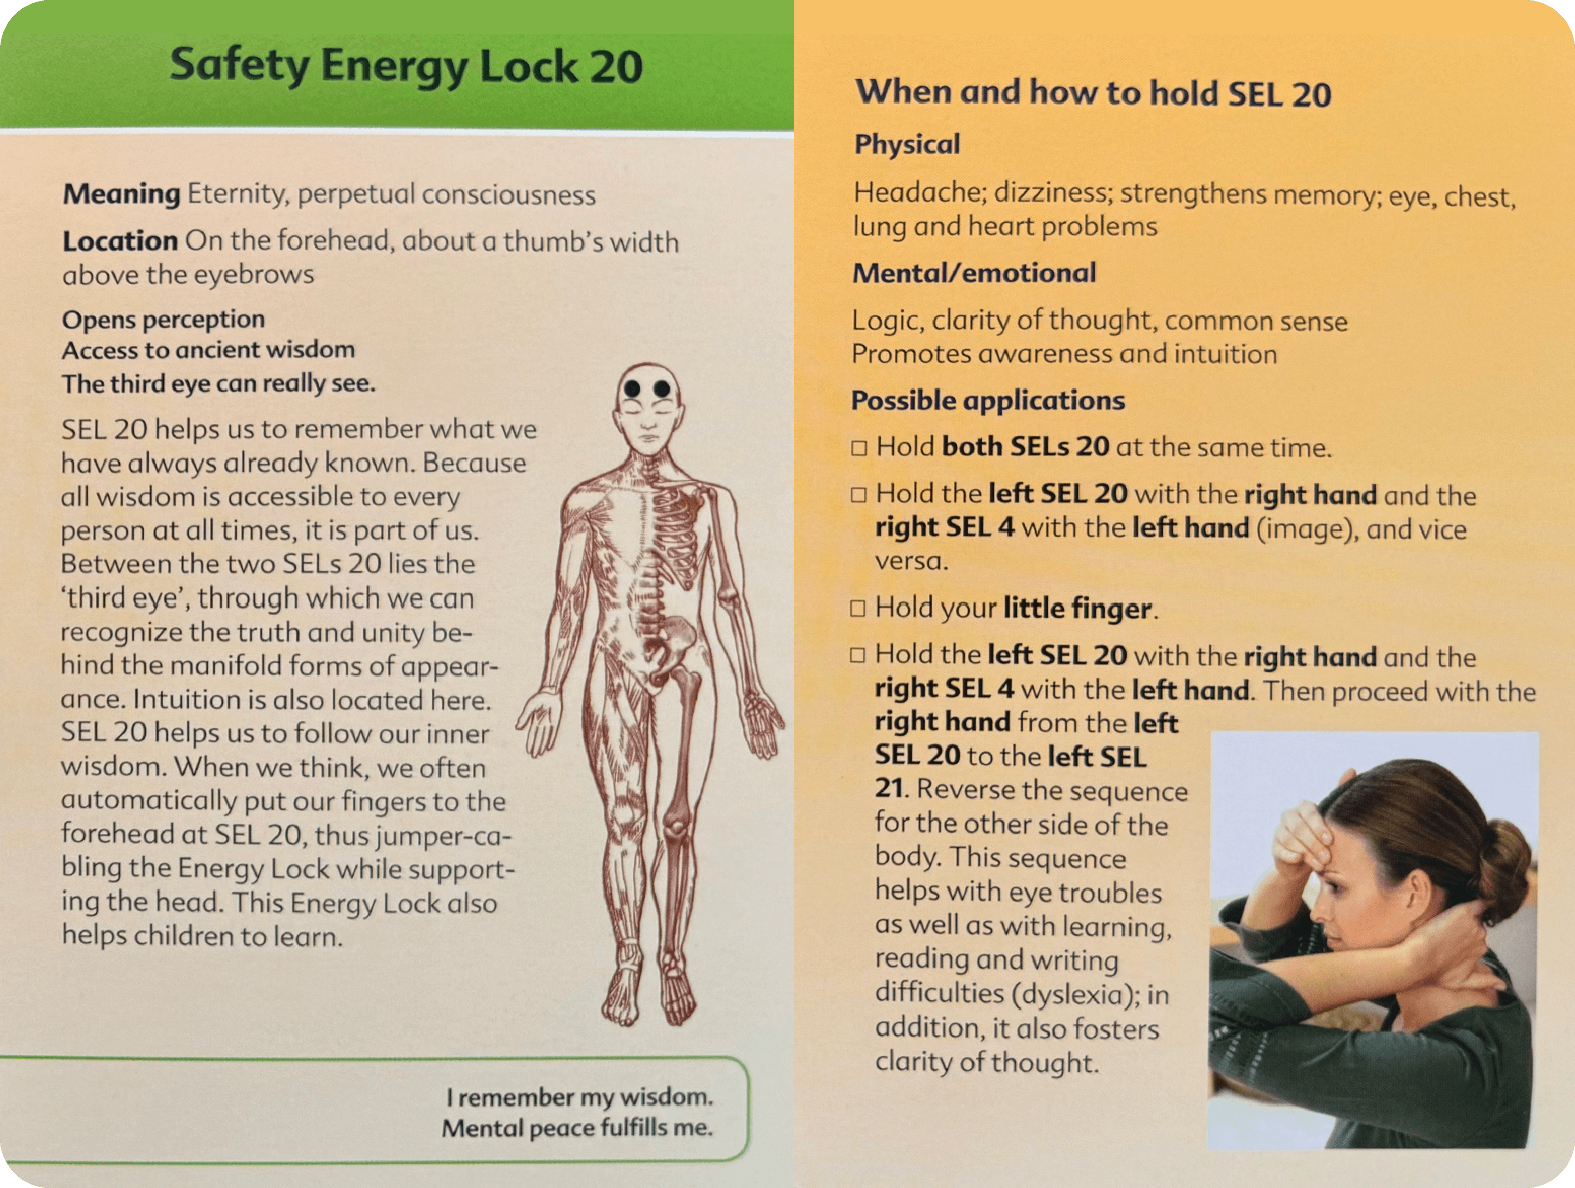 Safety Energy Lock 20
Meaning Eternity, perpetual consciousness
Location On the forehead, about a thumb's width
above the eyebrows
Opens perception
Access to ancient wisdom
The third eye can really see.
SEL 20 helps us to remember what we
have always already known. Because
all wisdom is accessible to every
person at all times, it is part of us.
Between the two SELs 20 lies the
‘third eye’, through which we can
recognize the truth and unity be-
hind the manifold forms of appear-
ance. Intuition is also located here.
SEL 20 helps us to follow our inner
wisdom. When we think, we often
automatically put our fingers to the
forehead at SEL 20, thus jumper-ca-
bling the Energy Lock while support-
ing the head. This Energy Lock also
helps children to learn.
I remember my wisdom.
Mental peace fulfills me.
When and how to hold SEL 20
Physical
Headache; dizziness; strengthens memory; eye, chest,
lung and heart problems
Mental/emotional
Logic, clarity of thought, common sense
Promotes awareness and intuition
Possible applications
□ Hold both SELs 20 at the same time.
□ Hold the left SEL 20 with the right hand and the
right SEL 4 with the left hand (image), and vice
versa.
□ Hold your little finger.
□ Hold the left SEL 20 with the right hand and the
right SEL 4 with the left hand. Then proceed with the
right hand from the left
SEL 20 to the left SEL
21. Reverse the sequence
for the other side of the
body. This sequence
helps with eye troubles
as well as with learning,
reading and writing
difficulties (dyslexia); in
addition, it also fosters
clarity of thought.